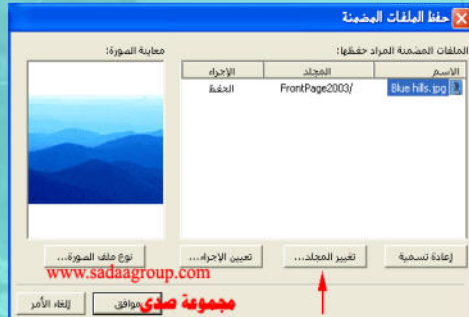 حفظ الملفات المضمنة
الملفات المضمنة المراد حفظها:
معاينة الصورة:
الاسم المجلد الإجراء
Blue hills.jpg FrontPage2003/ الحفظ
إعادة تسمية تغيير المجلد... تعيين الإجراء... نوع ملف الصورة...
www.sadaagroup.com
مجموعة صدى
موافق إلغاء الأمر